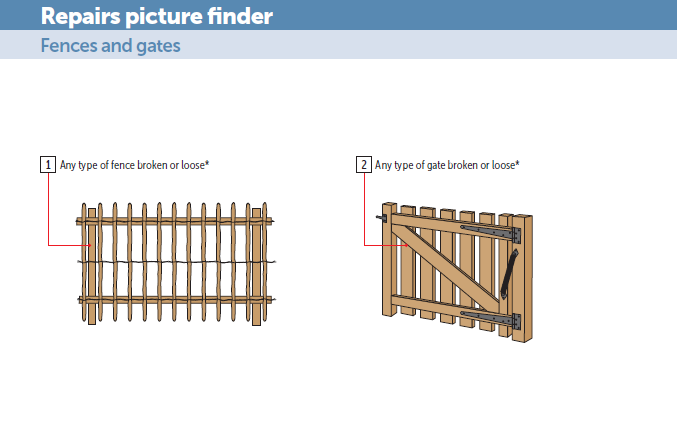 Repairs picture finder
Fences and gates
1 Any type of fence broken or loose*
2 Any type of gate broken or loose*